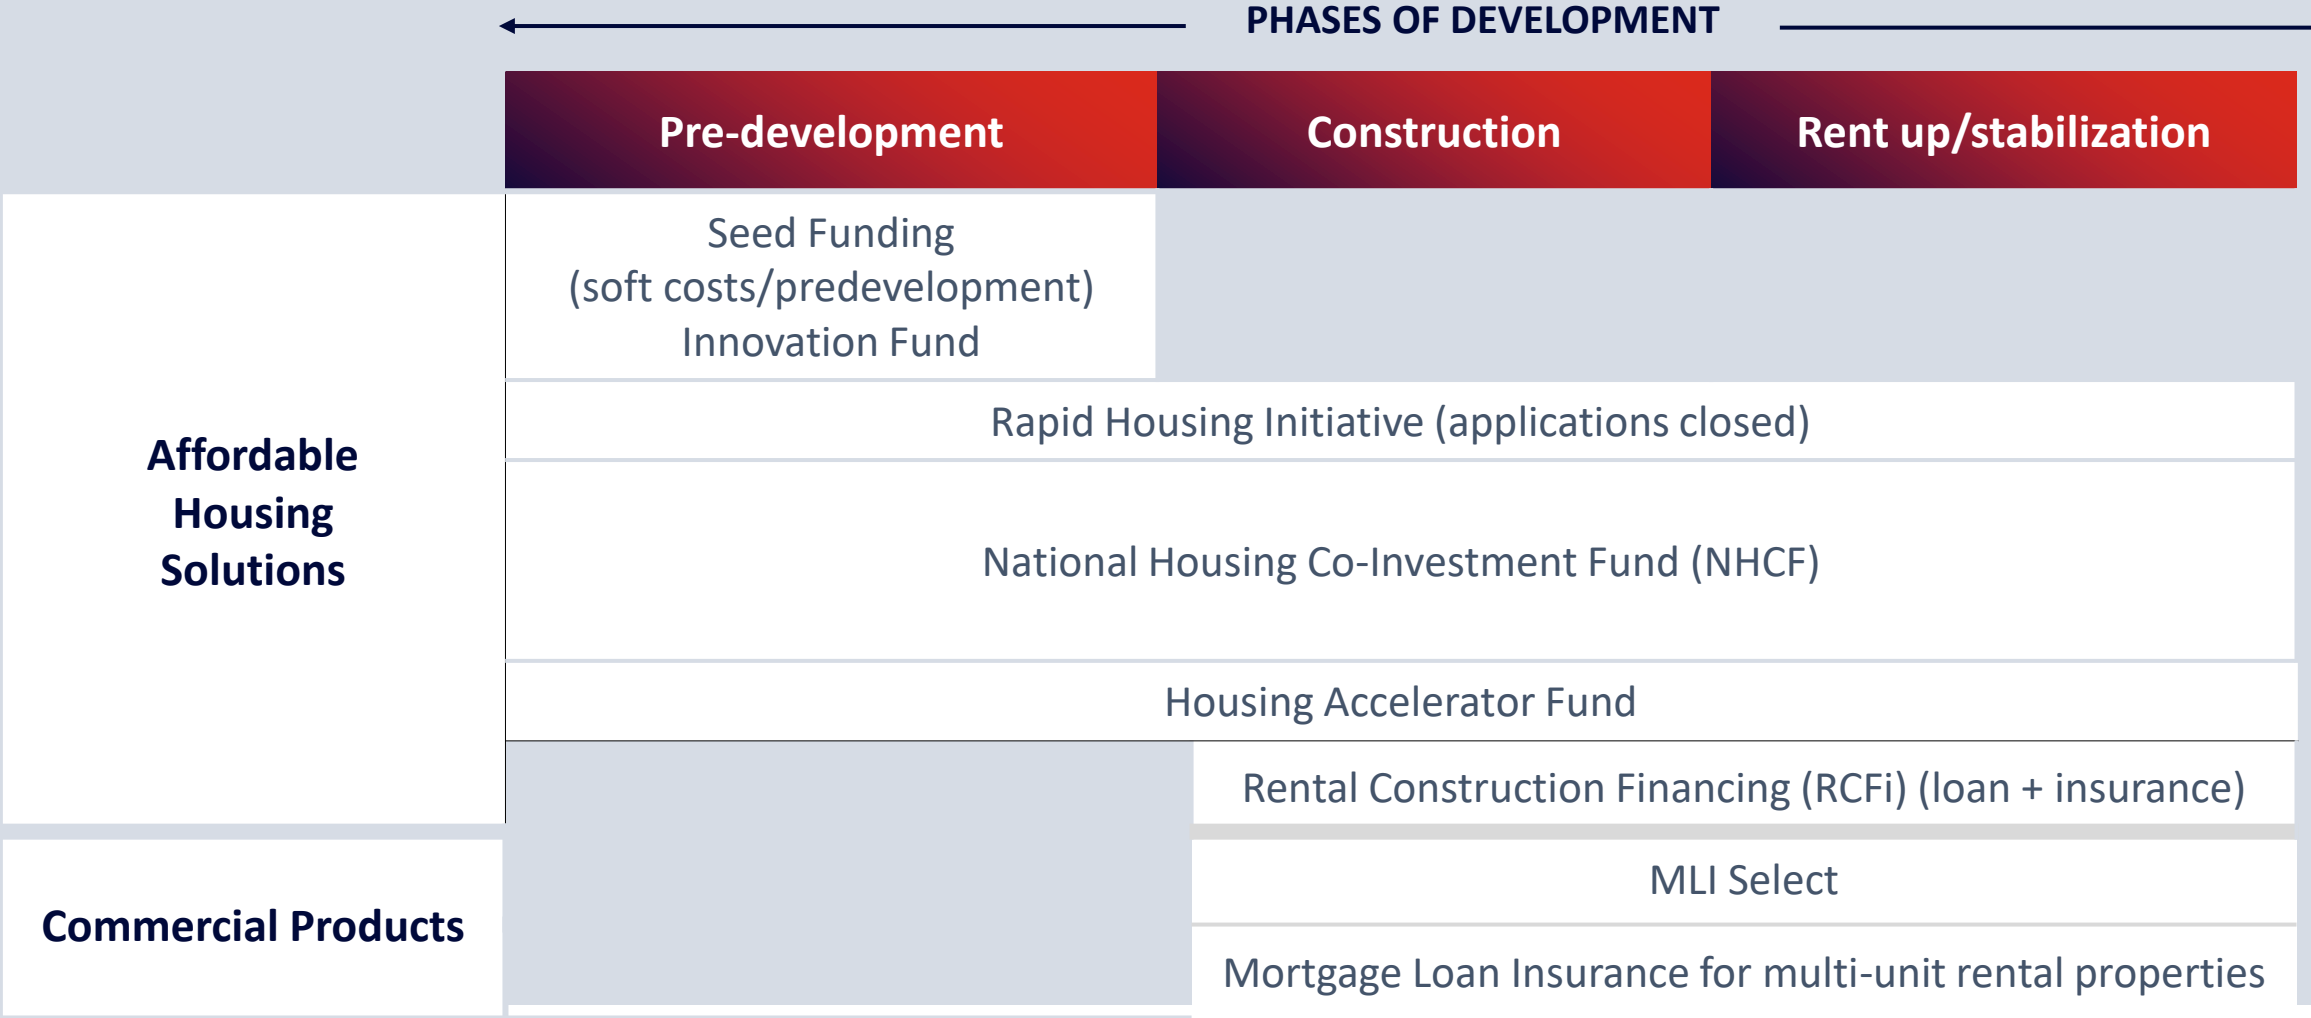 PHASES OF DEVELOPMENT
Pre-development
Construction
Rent up/stabilization
Affordable
Housing
Solutions
Seed Funding
(soft costs/predevelopment)
Innovation Fund
Rapid Housing Initiative (applications closed)
National Housing Co-Investment Fund (NHCF)
Housing Accelerator Fund
Rental Construction Financing (RCFi) (loan + insurance)
Commercial Products
MLI Select
Mortgage Loan Insurance for multi-unit rental properties